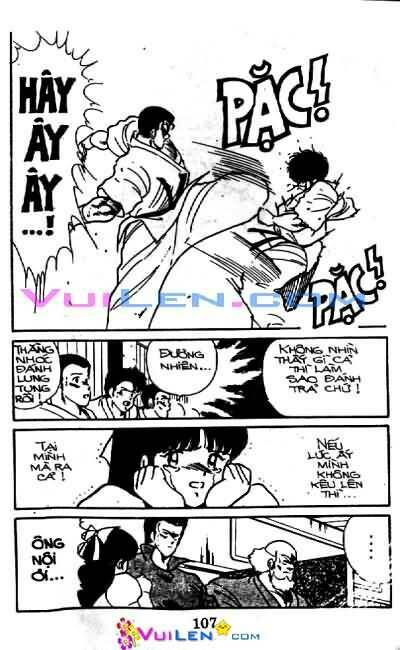 HÂY
ÂY
ÂY
...!
PẶC!
PẶC!
VuiLen.com
THẰNG
NHÓC
ĐÁNH
LUNG
TUNG
RỒI!
ĐƯƠNG
NHIÊN...
KHÔNG NHÌN
THẤY GÌ CẢ
THÌ LÀM
SAO ĐÁNH
TRẢ CHỨ!
TẠI
MÌNH
MÀ RA
CẢ!
NẾU
LÚC ẤY
MÌNH
KHÔNG
KÊU LÊN
THÌ...
ÔNG
NỘI
ƠI...
....
107
VuiLen.com